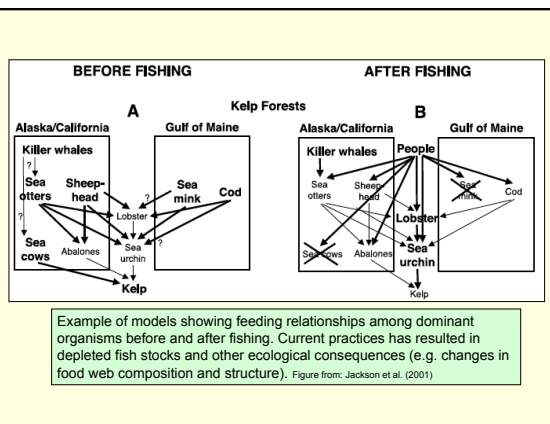 BEFORE FISHING
AFTER FISHING
Kelp Forests
A
Alaska/California
Gulf of Maine
Killer whales
?
Sea
otters
Sheep-
head
?
Sea
mink
Cod
?
Lobster
Sea
cows
Abalones
Sea
urchin
?
Kelp
B
Alaska/California
Gulf of Maine
Killer whales
People
Sea
otters
Sheep-
head
Sea
mink
Cod
Lobster
Sea cows
Abalones
Sea
urchin
Kelp
Example of models showing feeding relationships among dominant
organisms before and after fishing. Current practices has resulted in
depleted fish stocks and other ecological consequences (e.g. changes in
food web composition and structure). Figure from: Jackson et al. (2001)